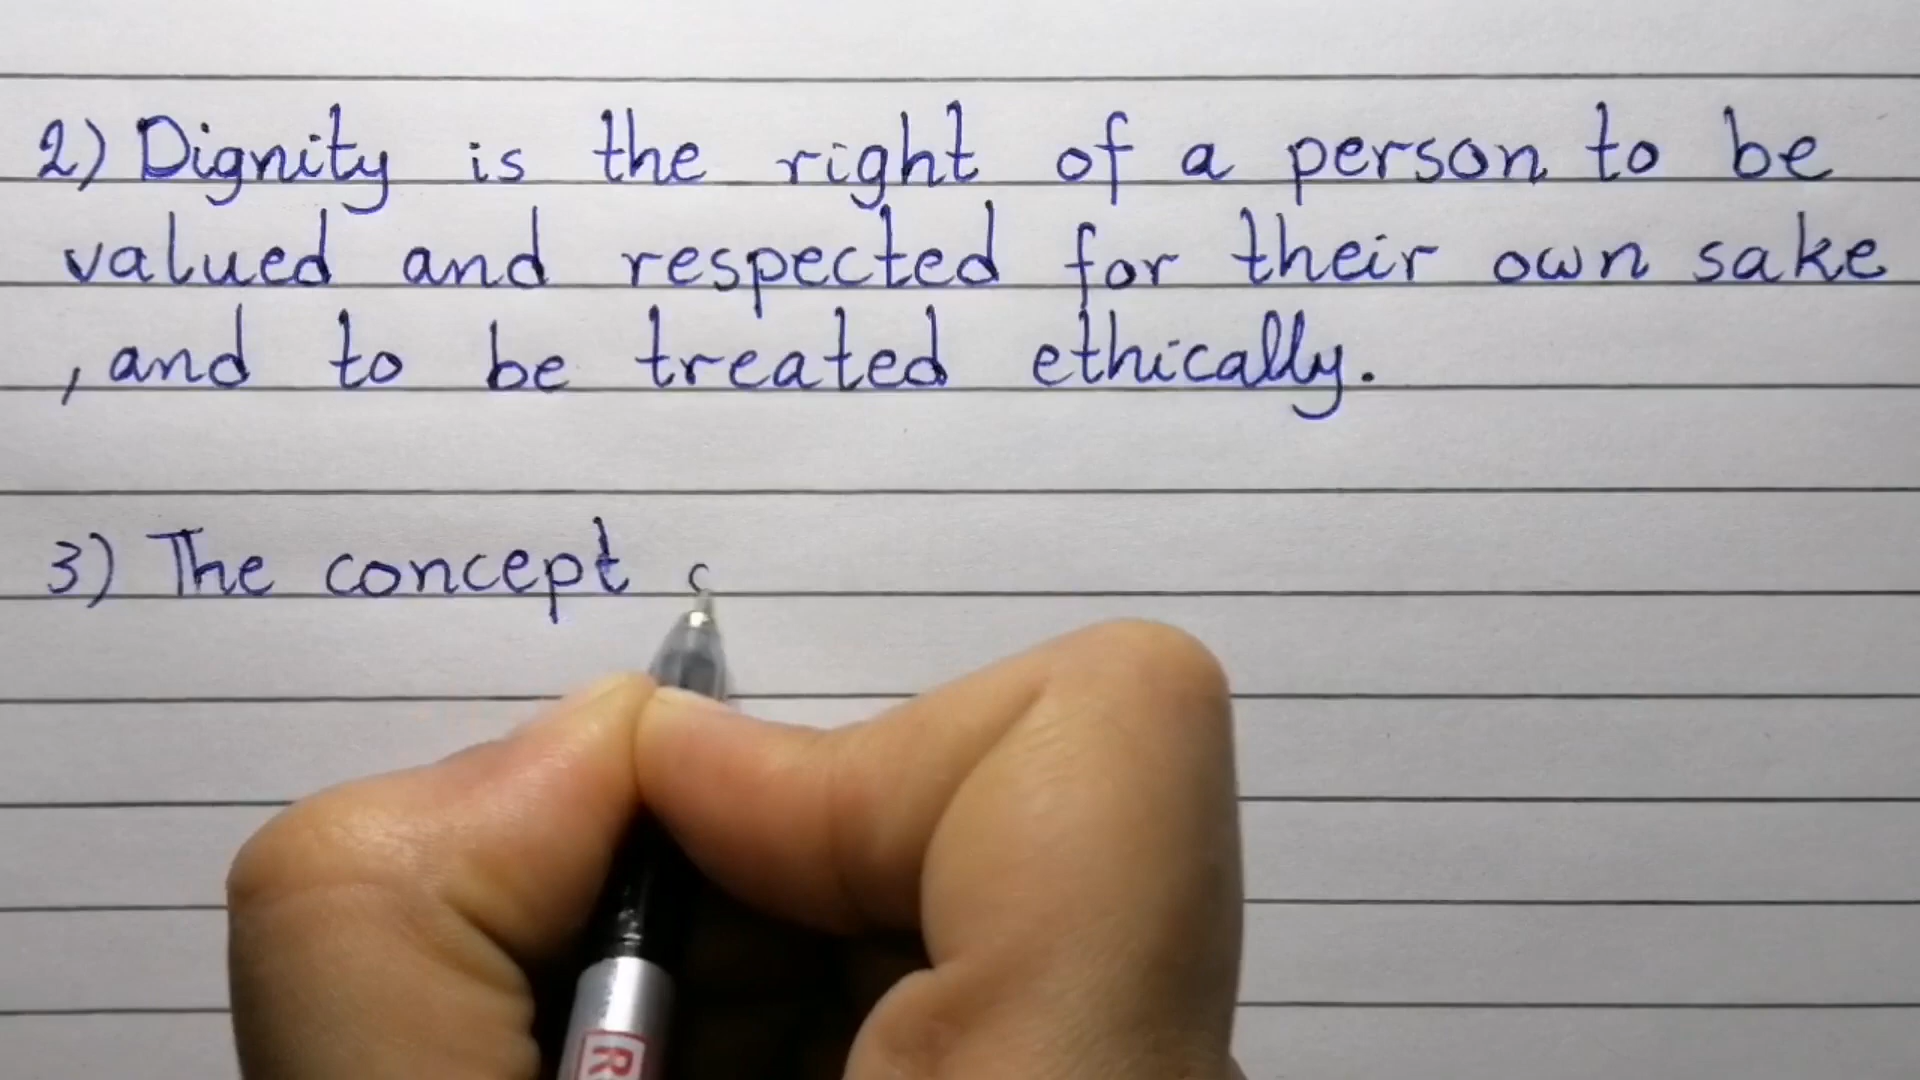 2) Dignity is the right of a person to be
valued and respected for their own sake
, and to be treated ethically.
3) The concept
R